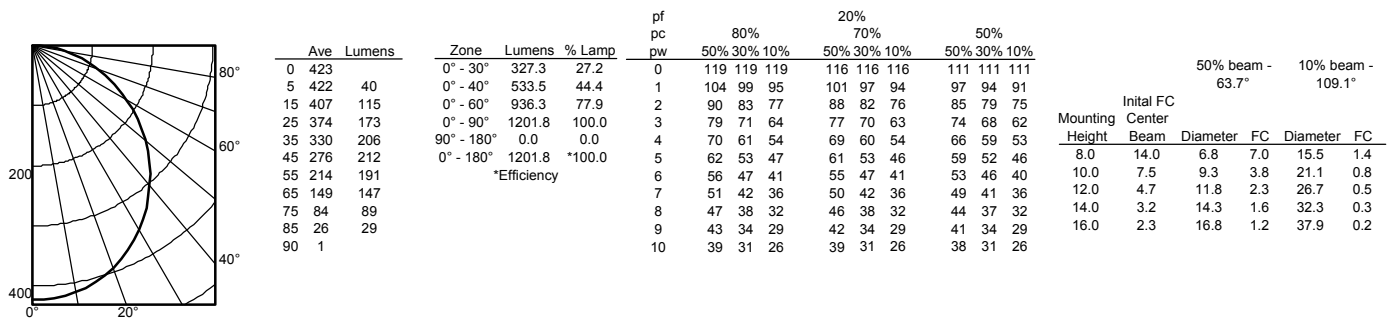 80°
60°
40°
20°
0°
200
400
Ave Lumens
0 423
5 422 40
15 407 115
25 374 173
35 330 206
45 276 212
55 214 191
65 149 147
75 84 89
85 26 29
90 1
Zone Lumens % Lamp
0° - 30° 327.3 27.2
0° - 40° 533.5 44.4
0° - 60° 936.3 77.9
0° - 90° 1201.8 100.0
90° - 180° 0.0 0.0
0° - 180° 1201.8 *100.0
*Efficiency
pf 20%
pc 80% 70% 50%
pw 50% 30% 10% 50% 30% 10% 50% 30% 10%
0 119 119 119 116 116 116 111 111 111
1 104 99 95 101 97 94 97 94 91
2 90 83 77 88 82 76 85 79 75
3 79 71 64 77 70 63 74 68 62
4 70 61 54 69 60 54 66 59 53
5 62 53 47 61 53 46 59 52 46
6 56 47 41 55 47 41 53 46 40
7 51 42 36 50 42 36 49 41 36
8 47 38 32 46 38 32 44 37 32
9 43 34 29 42 34 29 41 34 29
10 39 31 26 39 31 26 38 31 26
50% beam - 10% beam -
63.7° 109.1°
Inital FC
Mounting Center
Height Beam Diameter FC Diameter FC
8.0 14.0 6.8 7.0 15.5 1.4
10.0 7.5 9.3 3.8 21.1 0.8
12.0 4.7 11.8 2.3 26.7 0.5
14.0 3.2 14.3 1.6 32.3 0.3
16.0 2.3 16.8 1.2 37.9 0.2